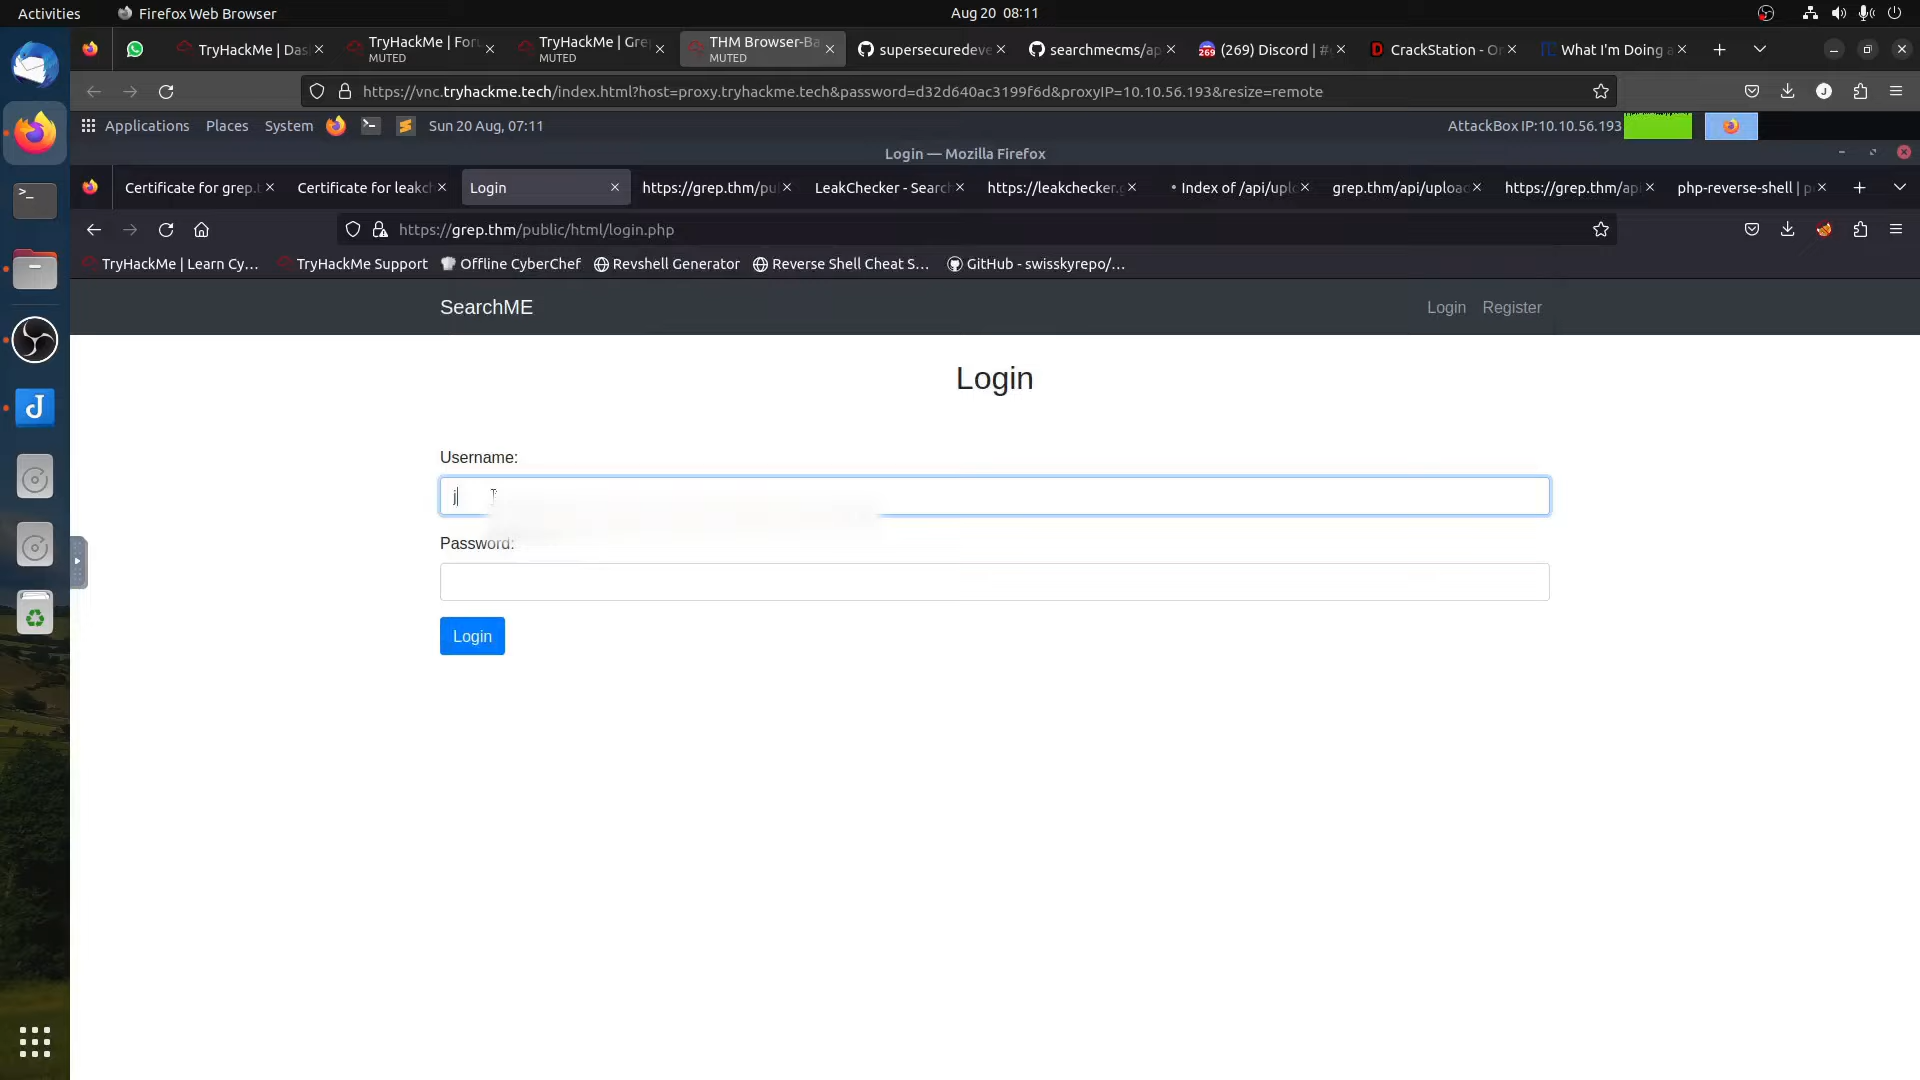 Activities Firefox Web Browser Aug 20 08:11
TryHackMe | Das
TryHackMe | For
MUTED
TryHackMe | Gre
MUTED
THM Browser-Ba
MUTED
supersecuredeve
searchmecms/ap
(269) Discord | #
CrackStation - O
What I'm Doing a
https://vnc.tryhackme.tech/index.html?host=proxy.tryhackme.tech&password=d32d640ac3199f6d&proxyIP=10.10.56.193&resize=remote
Applications Places System Sun 20 Aug, 07:11 AttackBox IP:10.10.56.193
Login — Mozilla Firefox
Certificate for grep.t Certificate for leakch Login https://grep.thm/pu LeakChecker - Search https://leakchecker. Index of /api/uplo grep.thm/api/uploa https://grep.thm/ap php-reverse-shell | p
https://grep.thm/public/html/login.php
TryHackMe | Learn Cy... TryHackMe Support Offline CyberChef Revshell Generator Reverse Shell Cheat S... GitHub - swisskyrepo/...
SearchME Login Register
Login
Username:
j
Password:
Login